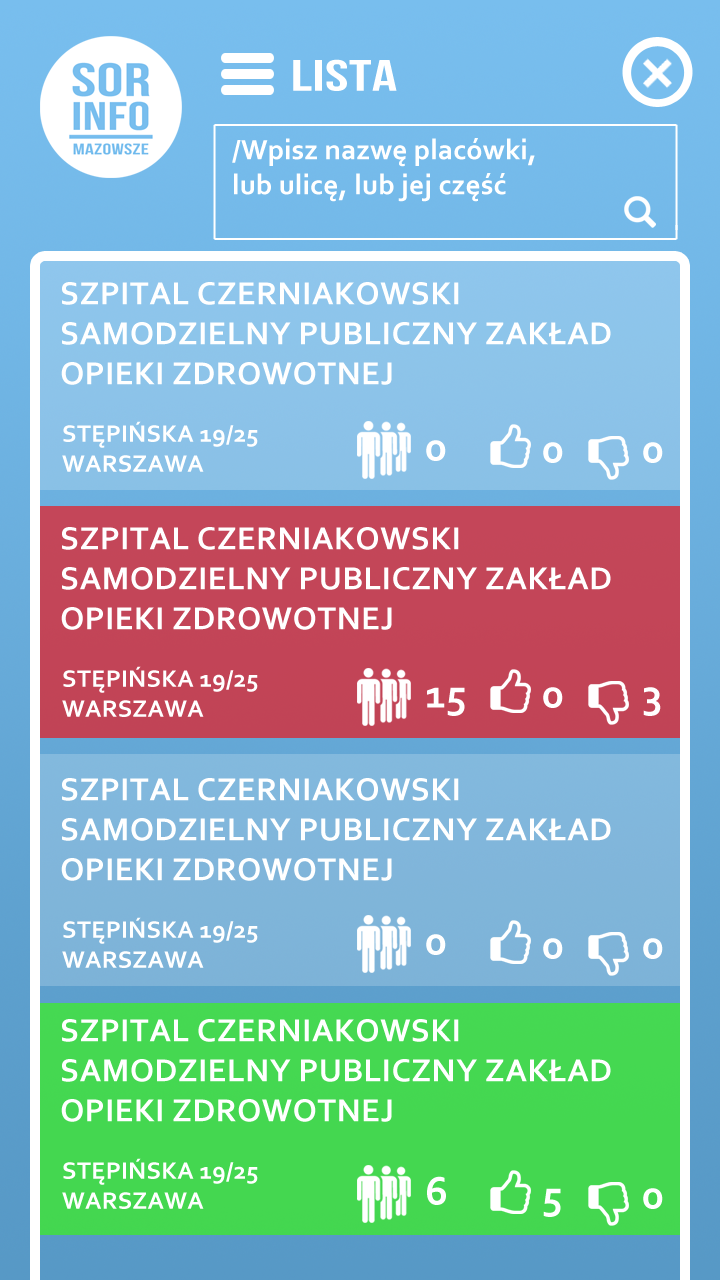 SOR
INFO
MAZOWSZE
LISTA
/Wpisz nazwę placówki,
lub ulicę, lub jej część
SZPITAL CZERNIAKOWSKI
SAMODZIELNY PUBLICZNY ZAKŁAD
OPIEKI ZDROWOTNEJ
STĘPIŃSKA 19/25
WARSZAWA
0 0 0
SZPITAL CZERNIAKOWSKI
SAMODZIELNY PUBLICZNY ZAKŁAD
OPIEKI ZDROWOTNEJ
STĘPIŃSKA 19/25
WARSZAWA
15 0 3
SZPITAL CZERNIAKOWSKI
SAMODZIELNY PUBLICZNY ZAKŁAD
OPIEKI ZDROWOTNEJ
STĘPIŃSKA 19/25
WARSZAWA
0 0 0
SZPITAL CZERNIAKOWSKI
SAMODZIELNY PUBLICZNY ZAKŁAD
OPIEKI ZDROWOTNEJ
STĘPIŃSKA 19/25
WARSZAWA
6 5 0